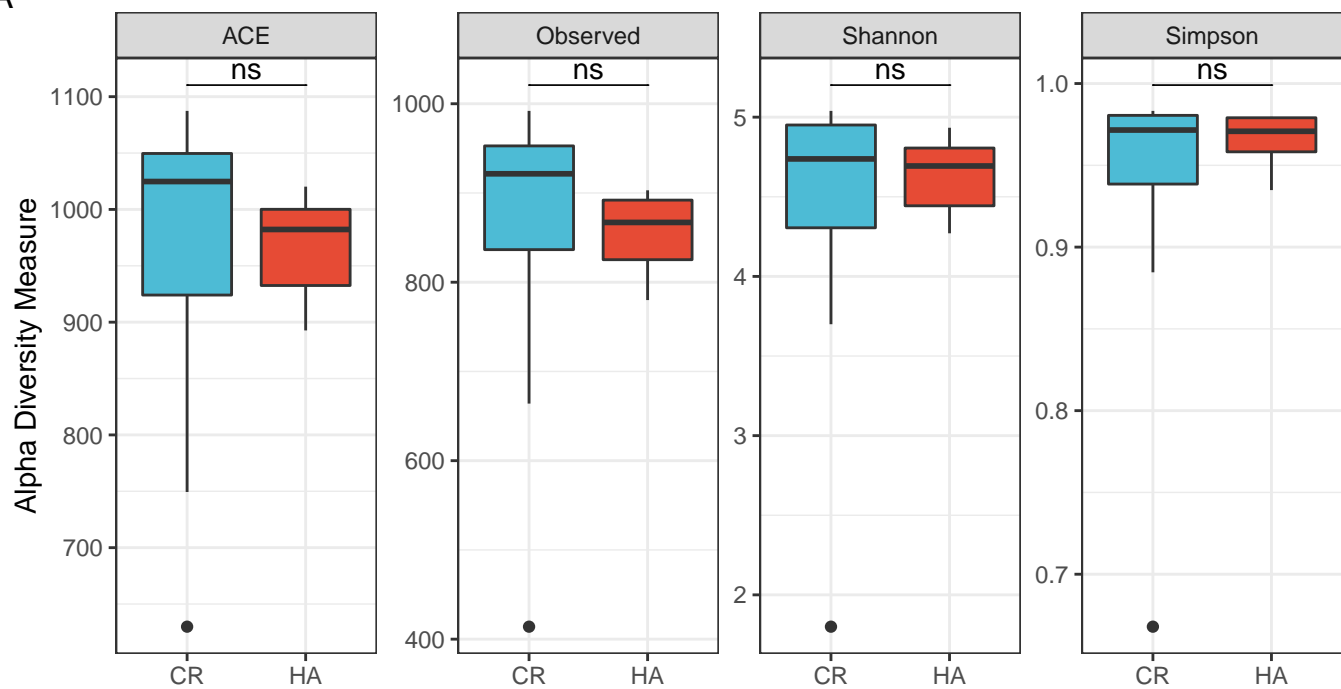 A
ACE
Observed
Shannon
Simpson
ns
ns
ns
ns
Alpha Diversity Measure
1100
1000
900
800
700
1000
800
600
400
5
4
3
2
1.0
0.9
0.8
0.7
CR
HA
CR
HA
CR
HA
CR
HA